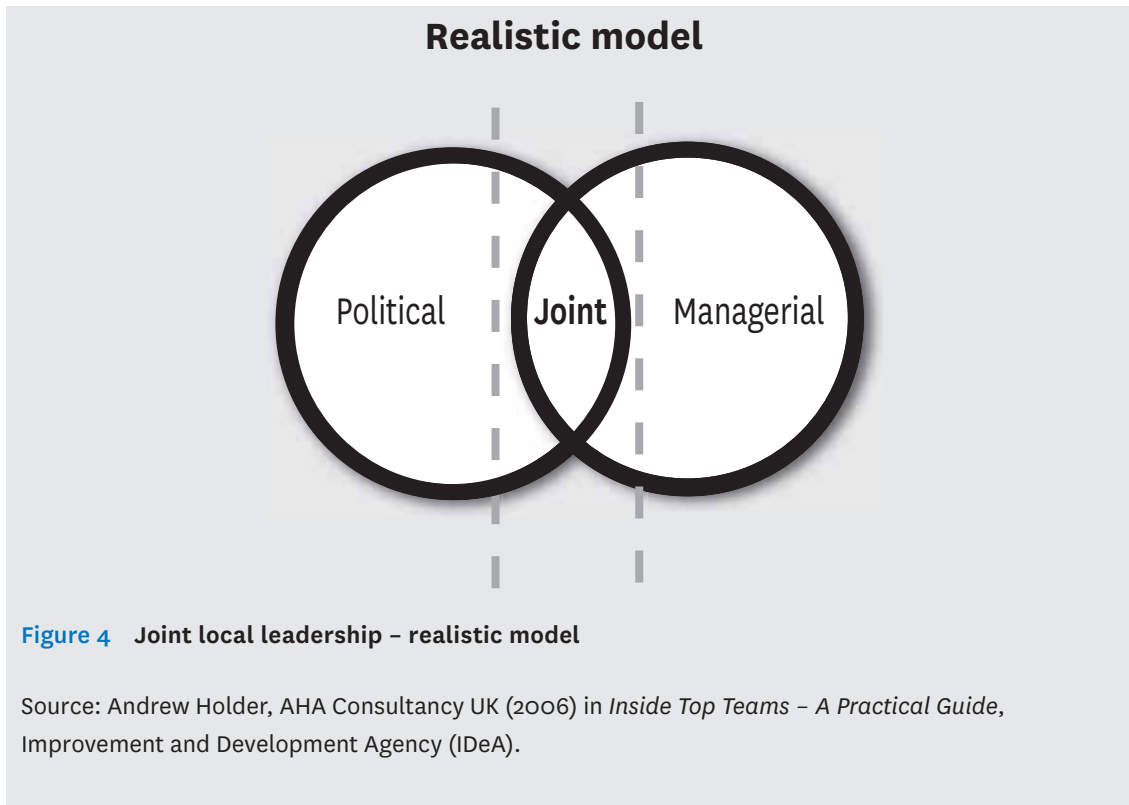 Realistic model
Political
Joint
Managerial
Figure 4 Joint local leadership – realistic model
Source: Andrew Holder, AHA Consultancy UK (2006) in Inside Top Teams – A Practical Guide,
Improvement and Development Agency (IDeA).